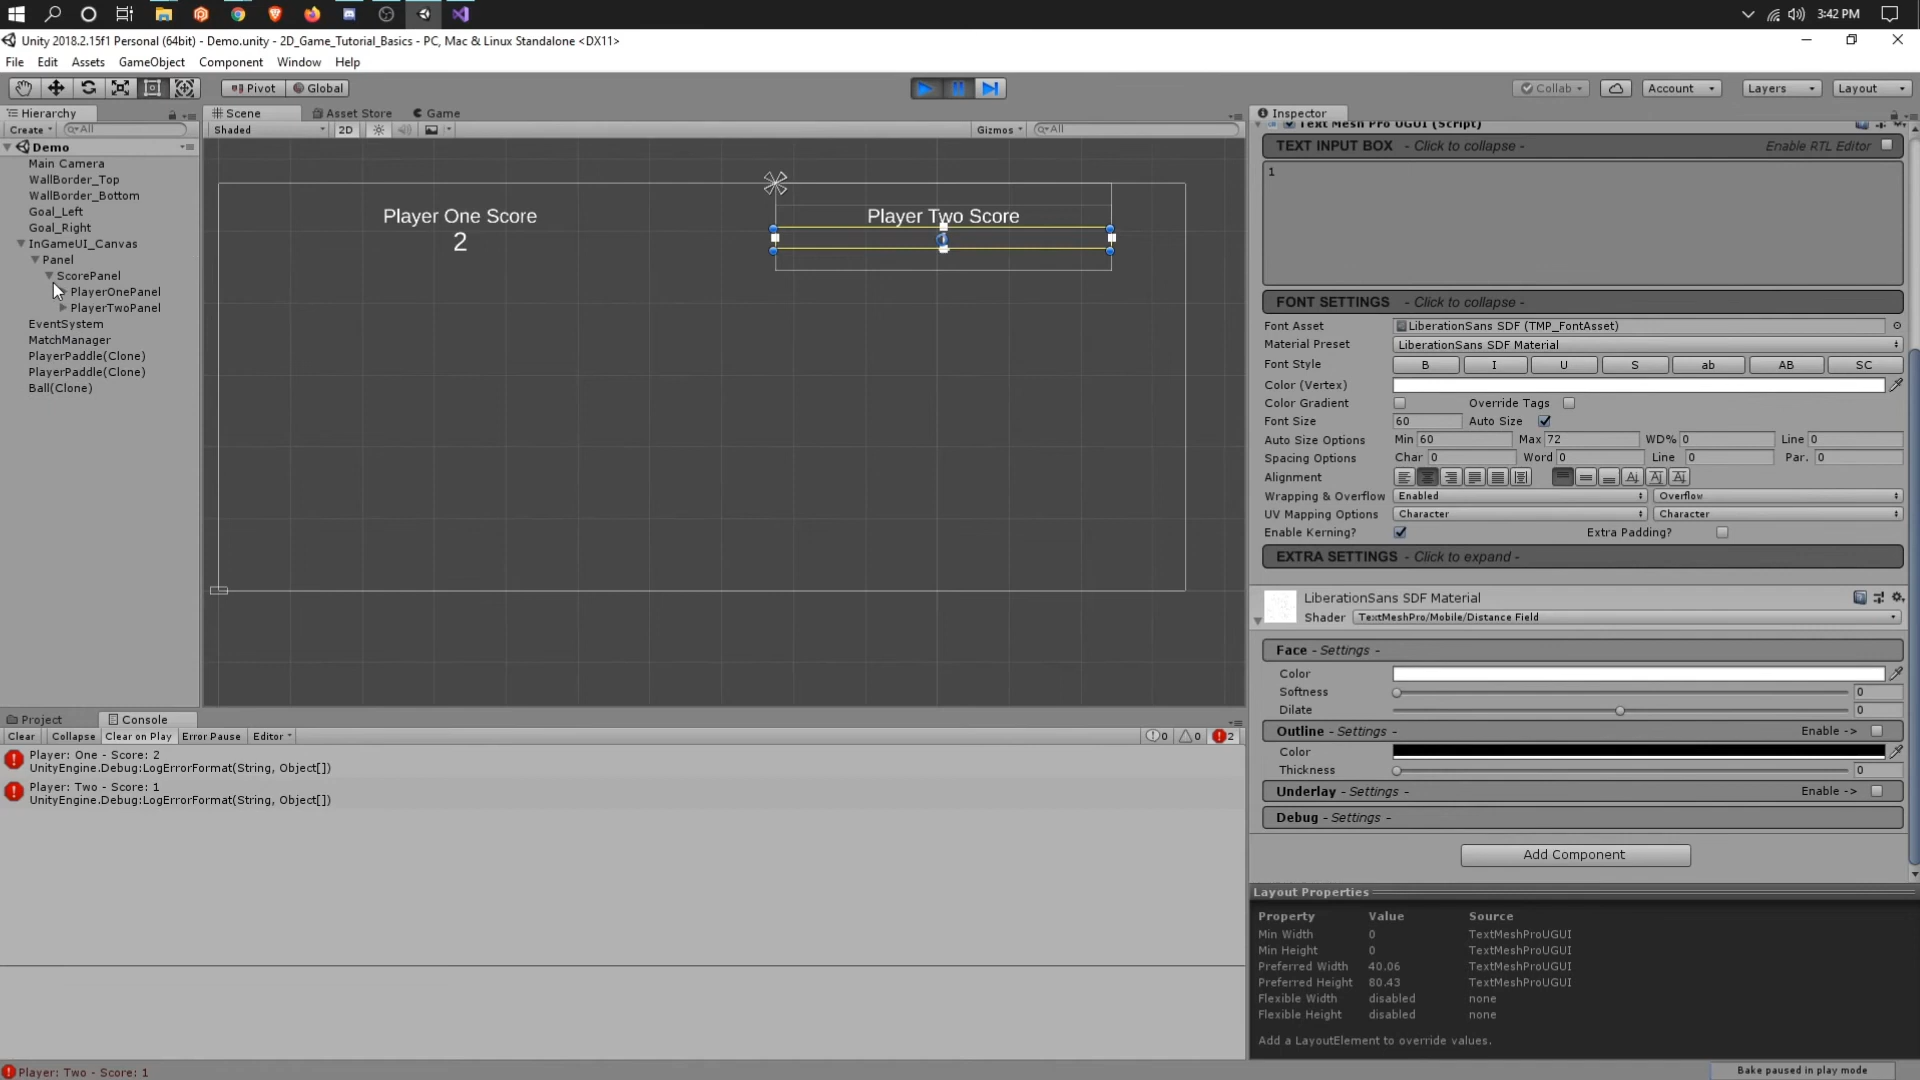 3:42 PM
Unity 2018.2.15f1 Personal (64bit) - Demo.unity - 2D_Game_Tutorial_Basics - PC, Mac & Linux Standalone <DX11>
File Edit Assets GameObject Component Window Help
Pivot Global Collab Account Layers Layout
Hierarchy Scene Asset Store Game Inspector
Create All Shaded 2D Gizmos All
Text Mesh Pro UGUI (Script)
Demo
Main Camera
WallBorder_Top
WallBorder_Bottom
Goal_Left
Goal_Right
InGameUI_Canvas
Panel
ScorePanel
PlayerOnePanel
PlayerTwoPanel
EventSystem
MatchManager
PlayerPaddle(Clone)
PlayerPaddle(Clone)
Ball(Clone)
Player One Score
2
Player Two Score
TEXT INPUT BOX - Click to collapse - Enable RTL Editor
1
FONT SETTINGS - Click to collapse -
Font Asset LiberationSans SDF (TMP_FontAsset)
Material Preset LiberationSans SDF Material
Font Style B I U S ab AB SC
Color (Vertex)
Color Gradient Override Tags
Font Size 60 Auto Size
Auto Size Options Min 60 Max 72 WD% 0 Line 0
Spacing Options Char 0 Word 0 Line 0 Par. 0
Alignment
Wrapping & Overflow Enabled Overflow
UV Mapping Options Character Character
Enable Kerning? Extra Padding?
EXTRA SETTINGS - Click to expand -
LiberationSans SDF Material
Shader TextMeshPro/Mobile/Distance Field
Face - Settings -
Color
Softness 0
Dilate 0
Outline - Settings - Enable ->
Color
Thickness 0
Underlay - Settings - Enable ->
Debug - Settings -
Add Component
Layout Properties
Property Value Source
Min Width 0 TextMeshProUGUI
Min Height 0 TextMeshProUGUI
Preferred Width 40.06 TextMeshProUGUI
Preferred Height 80.43 TextMeshProUGUI
Flexible Width disabled none
Flexible Height disabled none
Add a LayoutElement to override values.
Project Console
Clear Collapse Clear on Play Error Pause Editor 0 0 2
Player: One - Score: 2
UnityEngine.Debug:LogErrorFormat(String, Object[])
Player: Two - Score: 1
UnityEngine.Debug:LogErrorFormat(String, Object[])
Player: Two - Score: 1
Bake paused in play mode